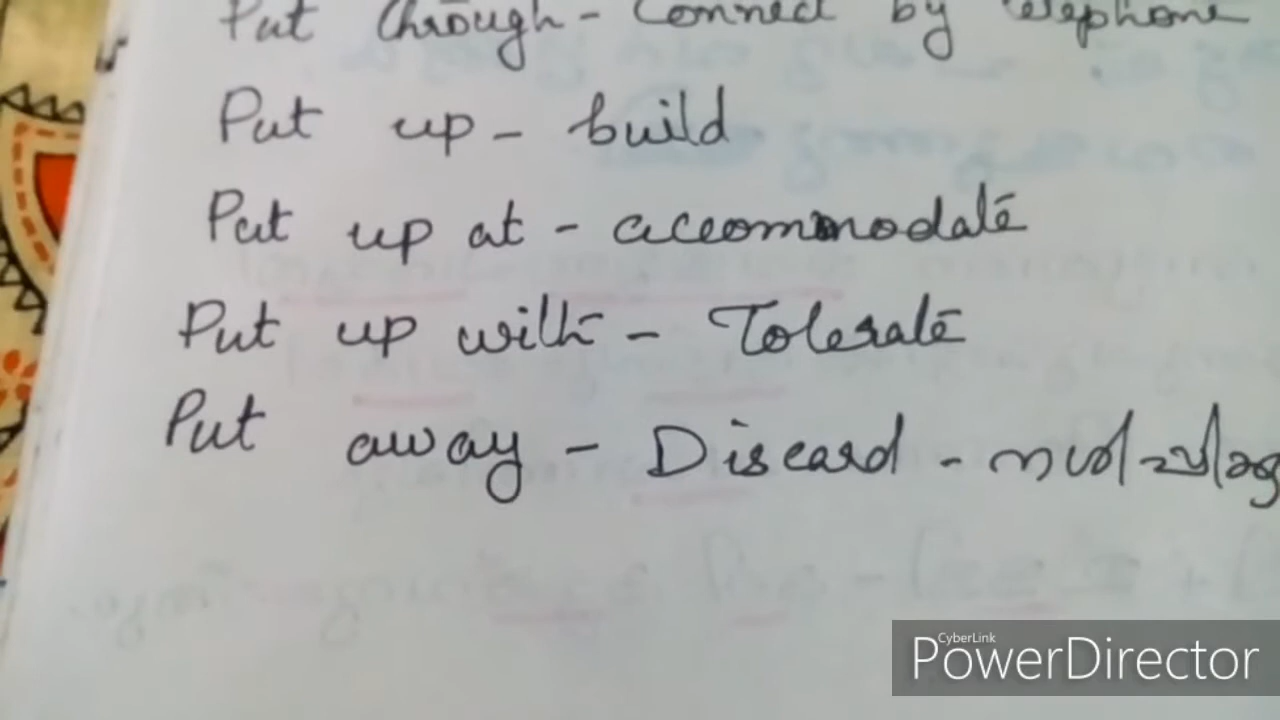 Put through - Connect by telephone
Put up - build
Put up at - accommodate
Put up with - Tolerate
Put away - Discard -
CyberLink
PowerDirector